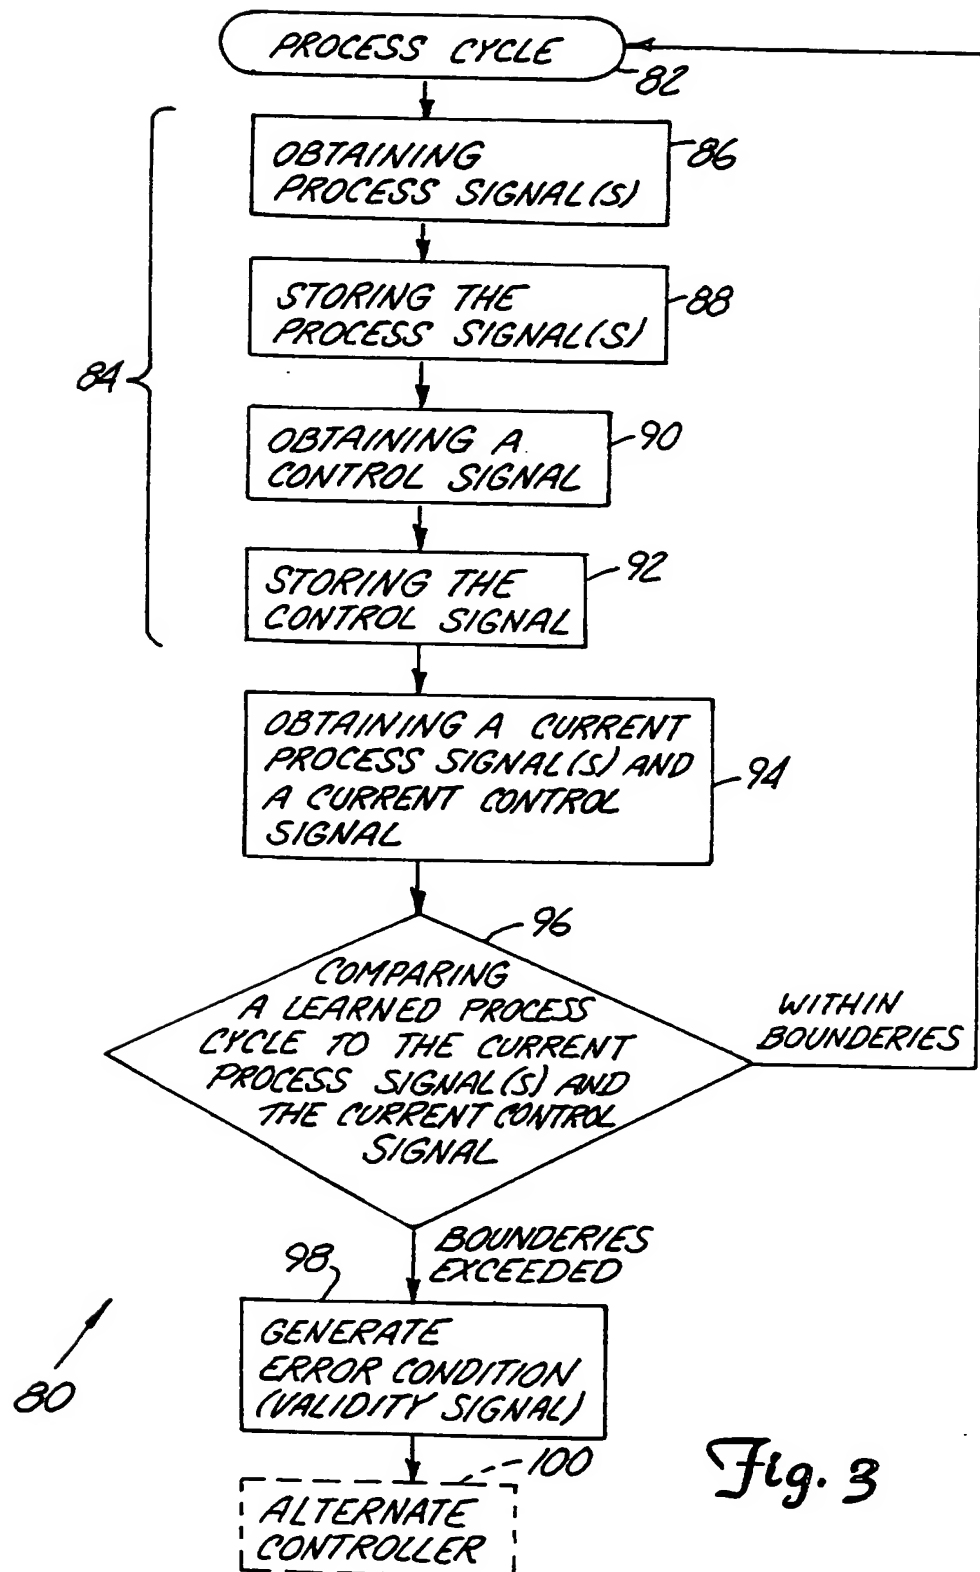 PROCESS CYCLE
82
OBTAINING
PROCESS SIGNAL(S)
86
STORING THE
PROCESS SIGNAL(S)
88
84
OBTAINING A
CONTROL SIGNAL
90
STORING THE
CONTROL SIGNAL
92
OBTAINING A CURRENT
PROCESS SIGNAL(S) AND
A CURRENT CONTROL
SIGNAL
94
96
COMPARING
A LEARNED PROCESS
CYCLE TO THE CURRENT
PROCESS SIGNAL(S) AND
THE CURRENT CONTROL
SIGNAL
WITHIN
BOUNDERIES
BOUNDERIES
EXCEEDED
98
GENERATE
ERROR CONDITION
(VALIDITY SIGNAL)
80
100
ALTERNATE
CONTROLLER
Fig. 3